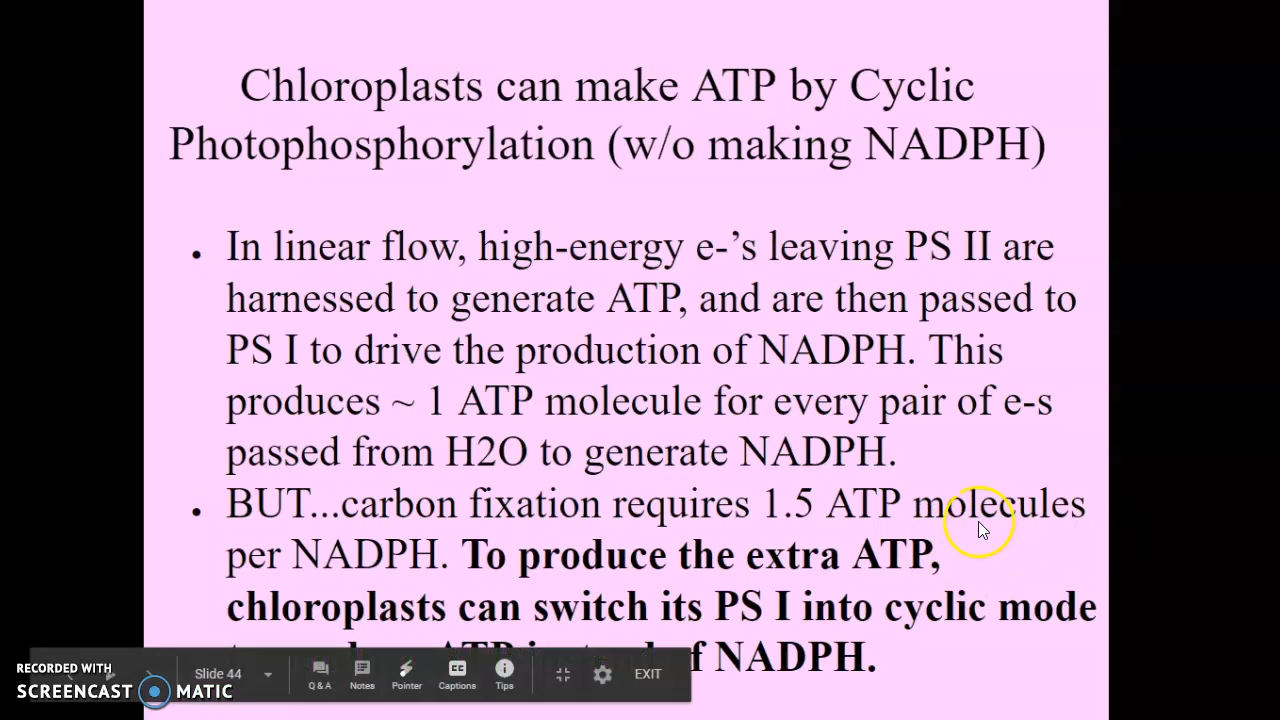 Chloroplasts can make ATP by Cyclic
Photophosphorylation (w/o making NADPH)
• In linear flow, high-energy e-'s leaving PS II are
harnessed to generate ATP, and are then passed to
PS I to drive the production of NADPH. This
produces ~ 1 ATP molecule for every pair of e-s
passed from H2O to generate NADPH.
• BUT...carbon fixation requires 1.5 ATP molecules
per NADPH. To produce the extra ATP,
chloroplasts can switch its PS I into cyclic mode
NADPH.
RECORDED WITH
SCREENCAST MATIC
Slide 44
Q & A Notes Pointer Captions Tips
EXIT